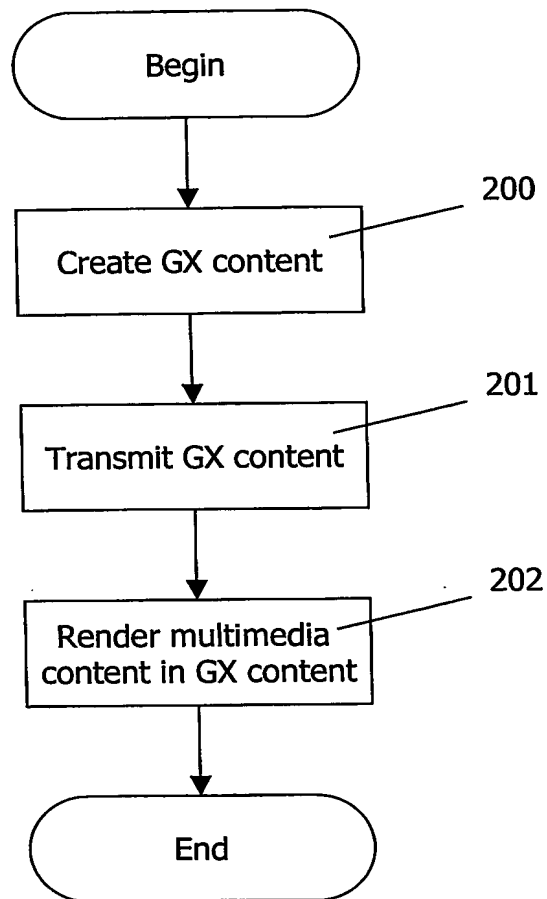 Begin
200
Create GX content
201
Transmit GX content
202
Render multimedia
content in GX content
End